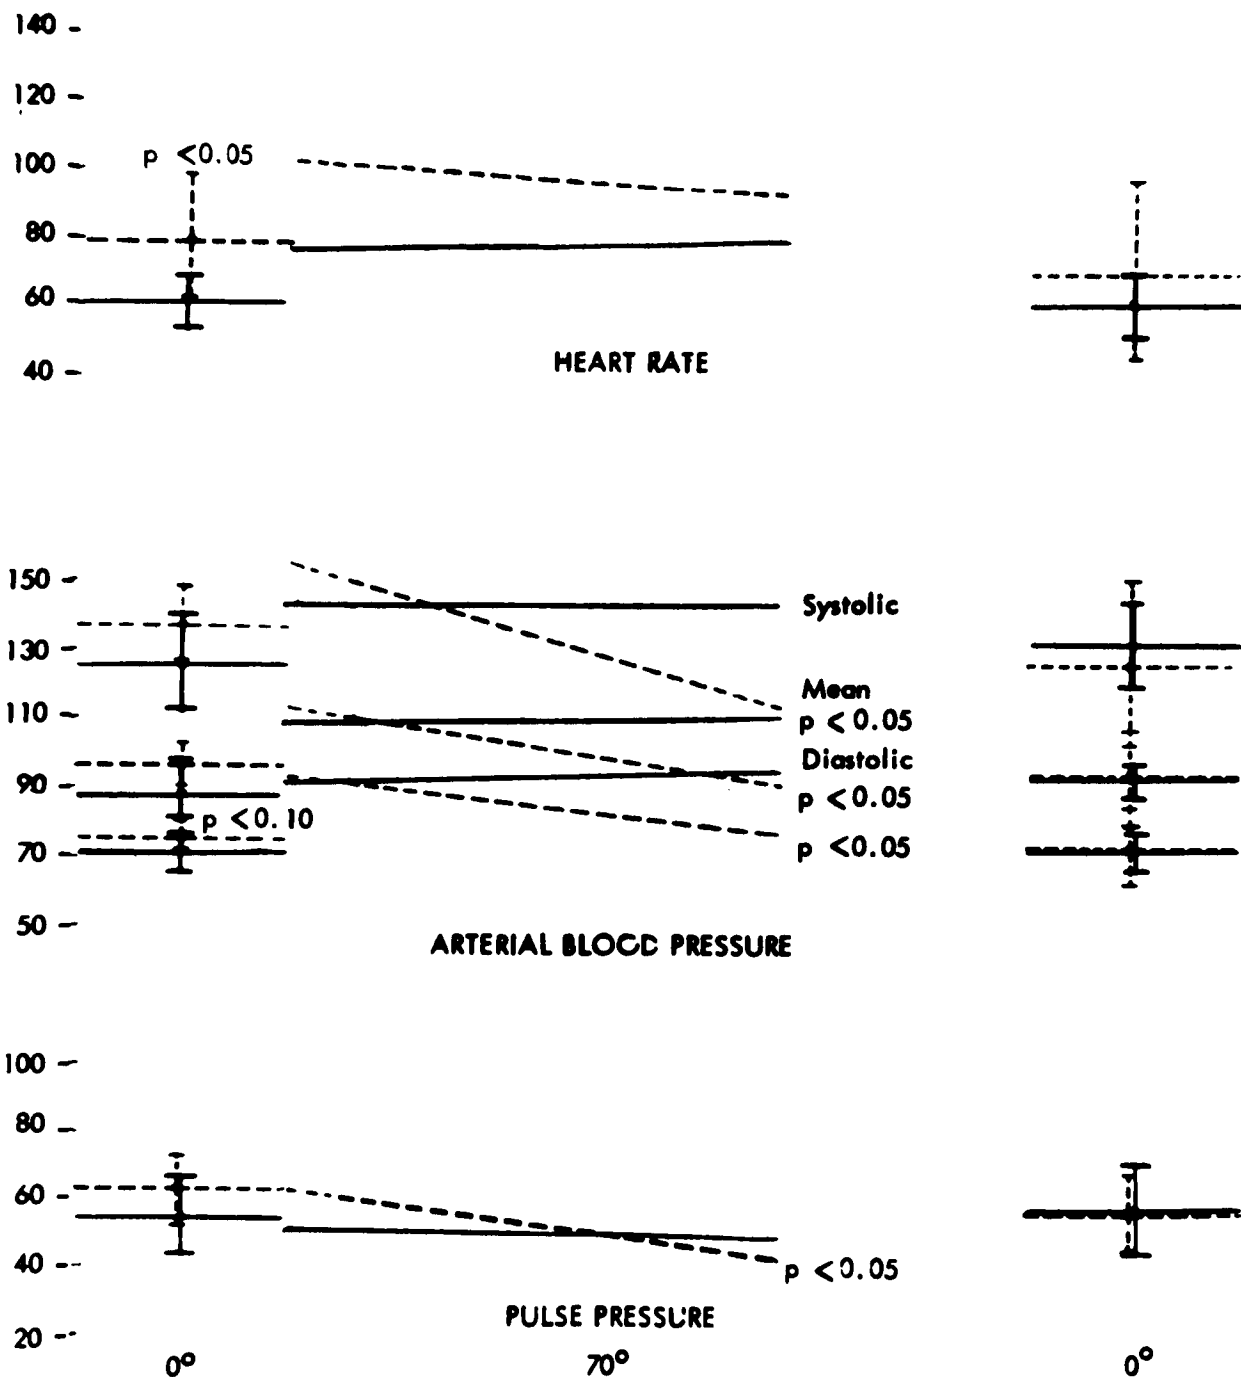 140
120
p <0.05
100
80
60
HEART RATE
40
150
Systolic
130
Mean
110
p < 0.05
Diastolic
90
p < 0.05
p < 0.10
p < 0.05
70
50
ARTERIAL BLOOD PRESSURE
100
80
60
40
p < 0.05
PULSE PRESSURE
20
0° 70° 0°